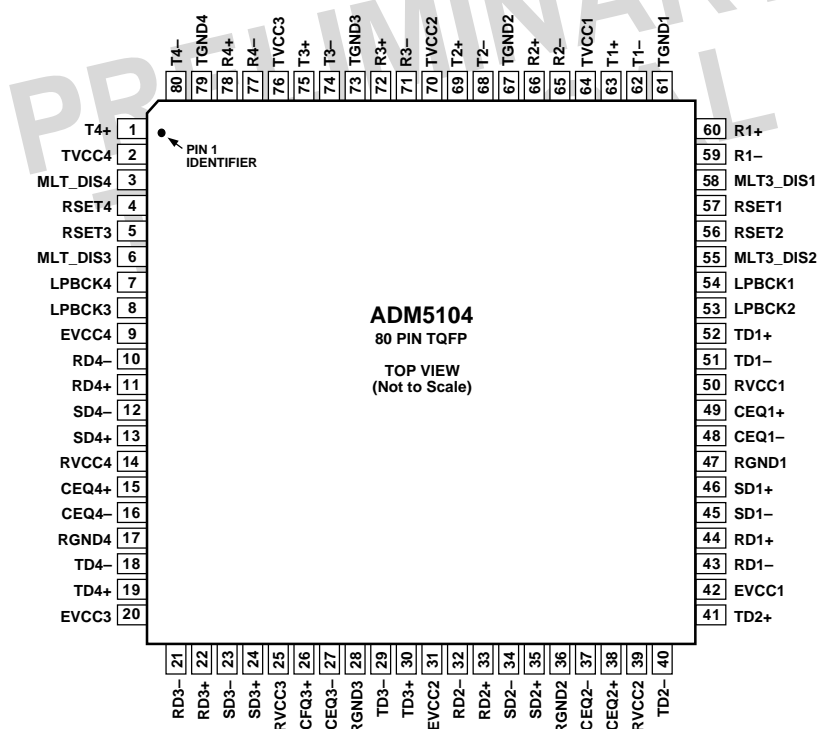 PRELIMINARY
80 T4–
79 TGND4
78 R4+
77 R4–
76 TVCC3
75 T3+
74 T3–
73 TGND3
72 R3+
71 R3–
70 TVCC2
69 T2+
68 T2–
67 TGND2
66 R2+
65 R2–
64 TVCC1
63 T1+
62 T1–
61 TGND1
T4+ 1
TVCC4 2
MLT_DIS4 3
RSET4 4
RSET3 5
MLT_DIS3 6
LPBCK4 7
LPBCK3 8
EVCC4 9
RD4– 10
RD4+ 11
SD4– 12
SD4+ 13
RVCC4 14
CEQ4+ 15
CEQ4– 16
RGND4 17
TD4– 18
TD4+ 19
EVCC3 20
PIN 1
IDENTIFIER
ADM5104
80 PIN TQFP
TOP VIEW
(Not to Scale)
60 R1+
59 R1–
58 MLT3_DIS1
57 RSET1
56 RSET2
55 MLT3_DIS2
54 LPBCK1
53 LPBCK2
52 TD1+
51 TD1–
50 RVCC1
49 CEQ1+
48 CEQ1–
47 RGND1
46 SD1+
45 SD1–
44 RD1+
43 RD1–
42 EVCC1
41 TD2+
RD3– 21
RD3+ 22
SD3– 23
SD3+ 24
RVCC3 25
CFQ3+ 26
CEQ3– 27
RGND3 28
TD3– 29
TD3+ 30
EVCC2 31
RD2– 32
RD2+ 33
SD2– 34
SD2+ 35
RGND2 36
CEQ2– 37
CEQ2+ 38
RVCC2 39
TD2– 40